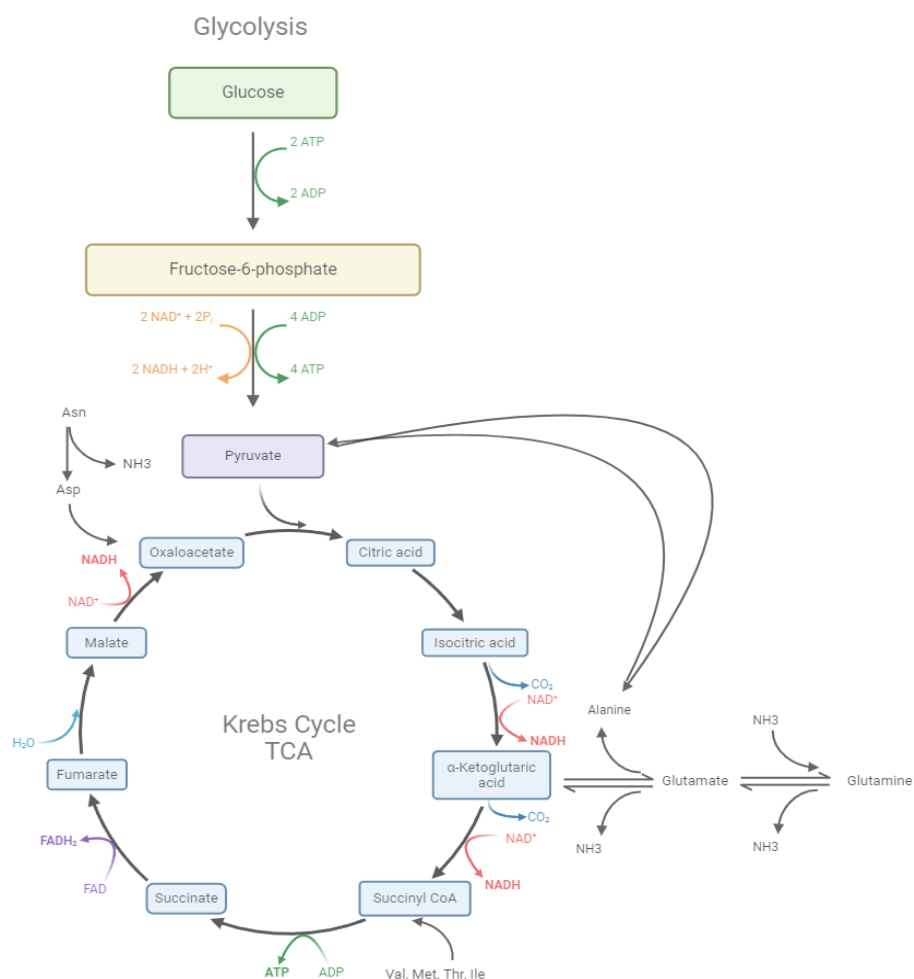 Glycolysis
Glucose
2 ATP
2 ADP
Fructose-6-phosphate
2 NAD⁺ + 2Pᵢ
4 ADP
2 NADH + 2H⁺
4 ATP
Asn
NH3
Asp
Pyruvate
Oxaloacetate
Citric acid
NADH
NAD⁺
Malate
Isocitric acid
CO₂
NAD⁺
NADH
Krebs Cycle
TCA
H₂O
Fumarate
α-Ketoglutaric
acid
Alanine
Glutamate
NH3
Glutamine
CO₂
NAD⁺
NADH
NH3
NH3
FADH₂
FAD
Succinate
Succinyl CoA
ATP
ADP
Val, Met, Thr, Ile